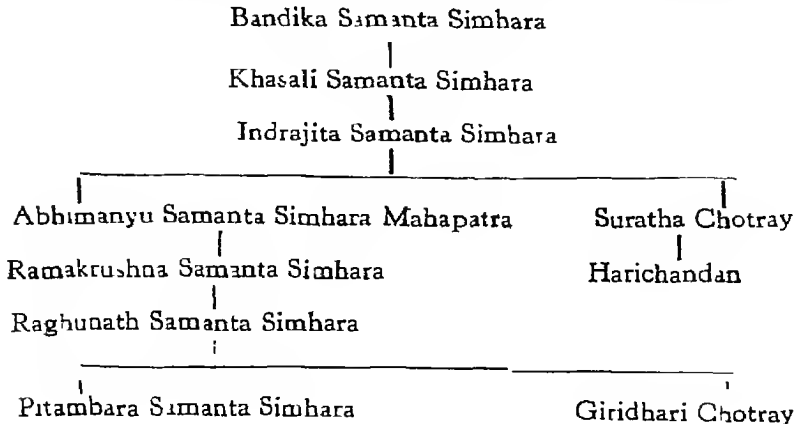 Bandika Samanta Simhara
Khasali Samanta Simhara
Indrajita Samanta Simhara
Abhimanyu Samanta Simhara Mahapatra Suratha Chotray
Ramakrushna Samanta Simhara Harichandan
Raghunath Samanta Simhara
Pitambara Samanta Simhara Giridhari Chotray